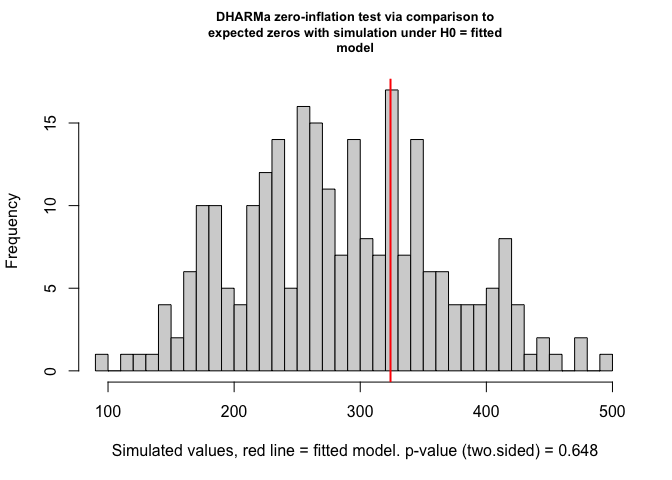 DHARMa zero-inflation test via comparison to
expected zeros with simulation under H0 = fitted
model
Frequency
15
10
5
0
100 200 300 400 500
Simulated values, red line = fitted model. p-value (two.sided) = 0.648